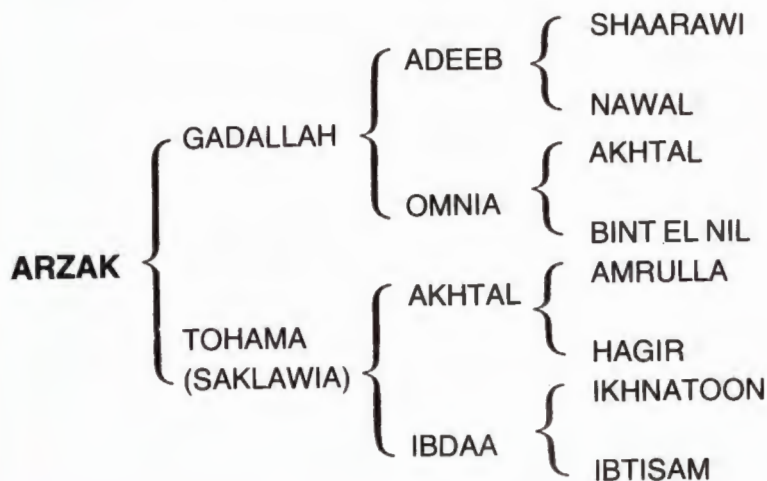 SHAARAWI
ADEEB
NAWAL
GADALLAH
AKHTAL
OMNIA
BINT EL NIL
ARZAK
AMRULLA
AKHTAL
TOHAMA
(SAKLAWIA)
HAGIR
IKHNATOON
IBDAA
IBTISAM